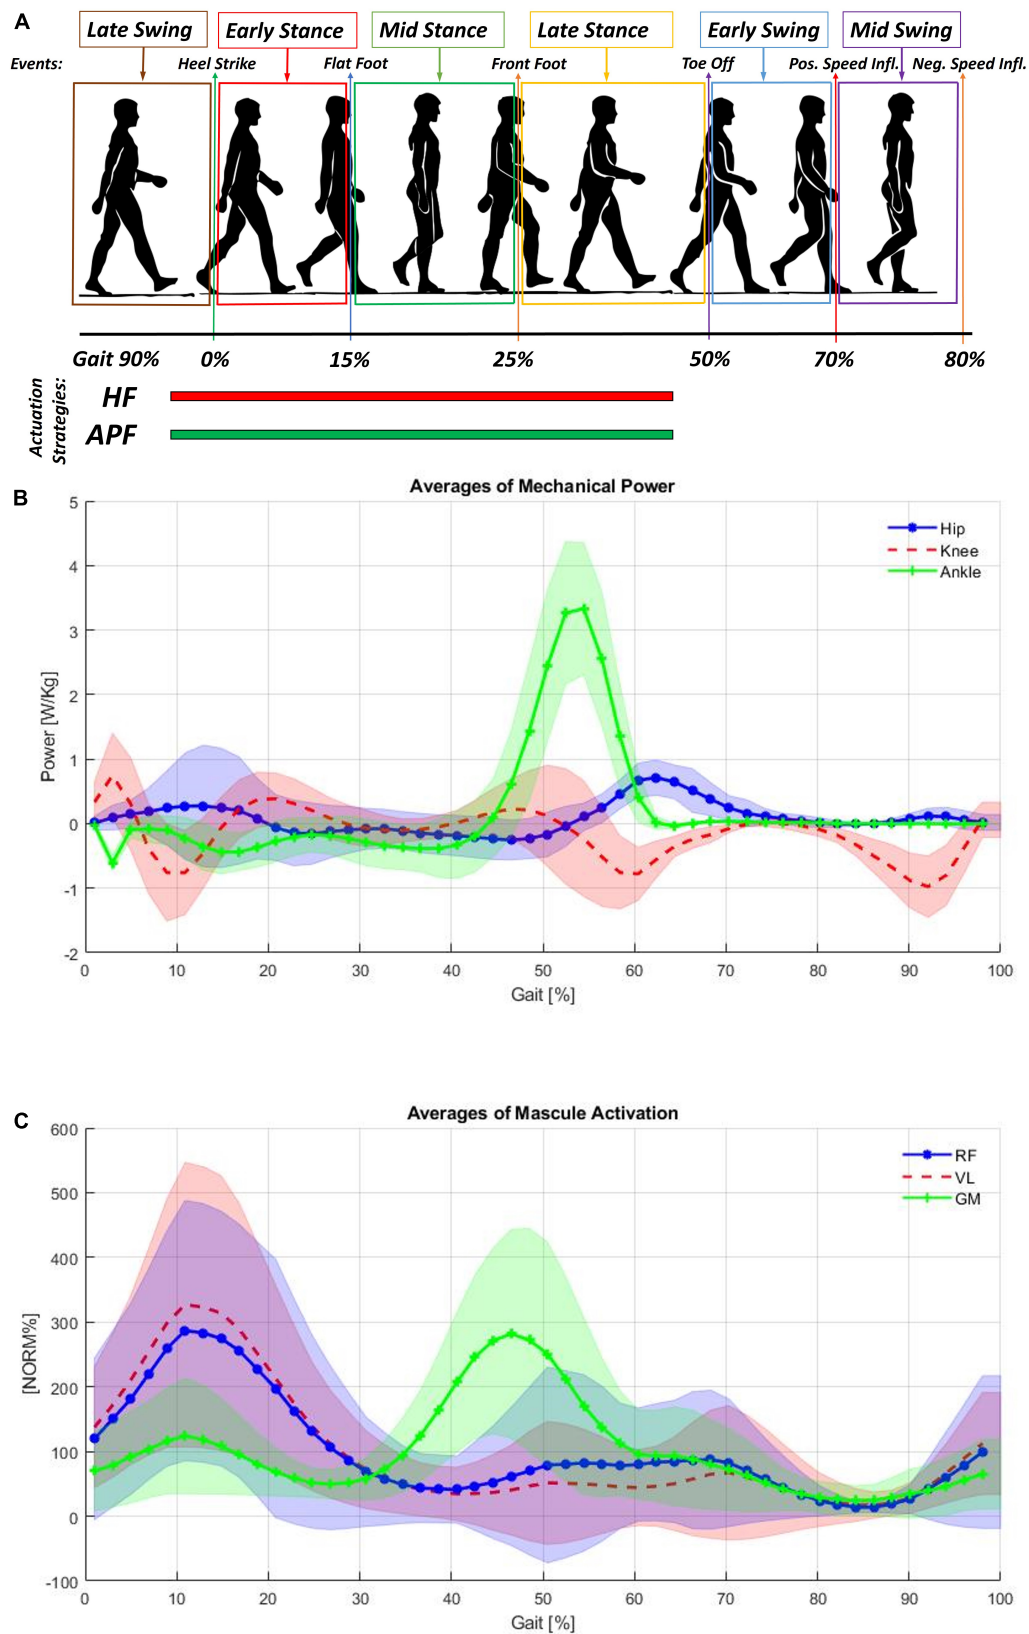 A
Late Swing
Early Stance
Mid Stance
Late Stance
Early Swing
Mid Swing
Events:
Heel Strike
Flat Foot
Front Foot
Toe Off
Pos. Speed Infl.
Neg. Speed Infl.
Gait 90%
0%
15%
25%
50%
70%
80%
Actuation
Strategies:
HF
APF
B
Averages of Mechanical Power
Hip
Knee
Ankle
Power [W/Kg]
5
4
3
2
1
0
-1
-2
0 10 20 30 40 50 60 70 80 90 100
Gait [%]
C
Averages of Mascule Activation
RF
VL
GM
[NORM%]
600
500
400
300
200
100
0
-100
0 10 20 30 40 50 60 70 80 90 100
Gait [%]